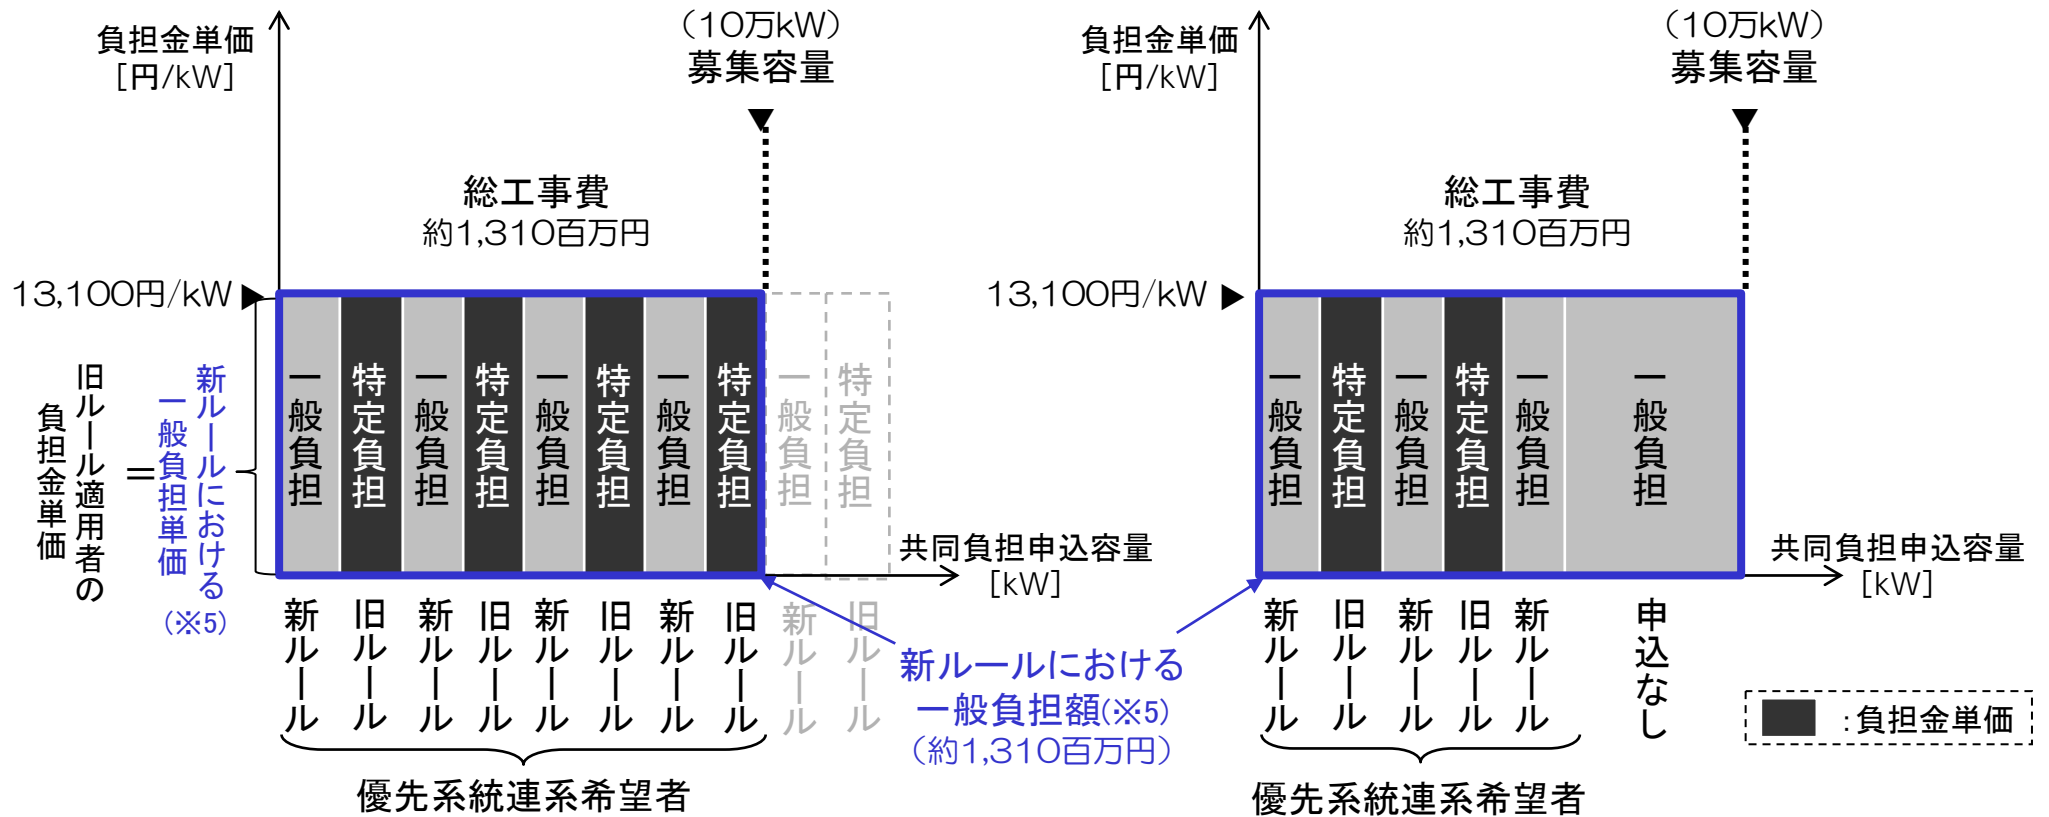 負担金単価
[円/kW]
（10万kW）
募集容量
総工事費
約1,310百万円
13,100円/kW
旧ルール適用者の
負担金単価
＝
新ルールにおける
一般負担単価
(※5)
一般負担
特定負担
一般負担
特定負担
一般負担
特定負担
一般負担
特定負担
一般負担
特定負担
共同負担申込容量
[kW]
新ルール
旧ルール
新ルール
旧ルール
新ルール
旧ルール
新ルール
旧ルール
新ルール
旧ルール
優先系統連系希望者
新ルールにおける
一般負担額(※5)
（約1,310百万円）
負担金単価
[円/kW]
（10万kW）
募集容量
総工事費
約1,310百万円
13,100円/kW
一般負担
特定負担
一般負担
特定負担
一般負担
一般負担
共同負担申込容量
[kW]
新ルール
旧ルール
新ルール
旧ルール
新ルール
申込なし
優先系統連系希望者
：負担金単価